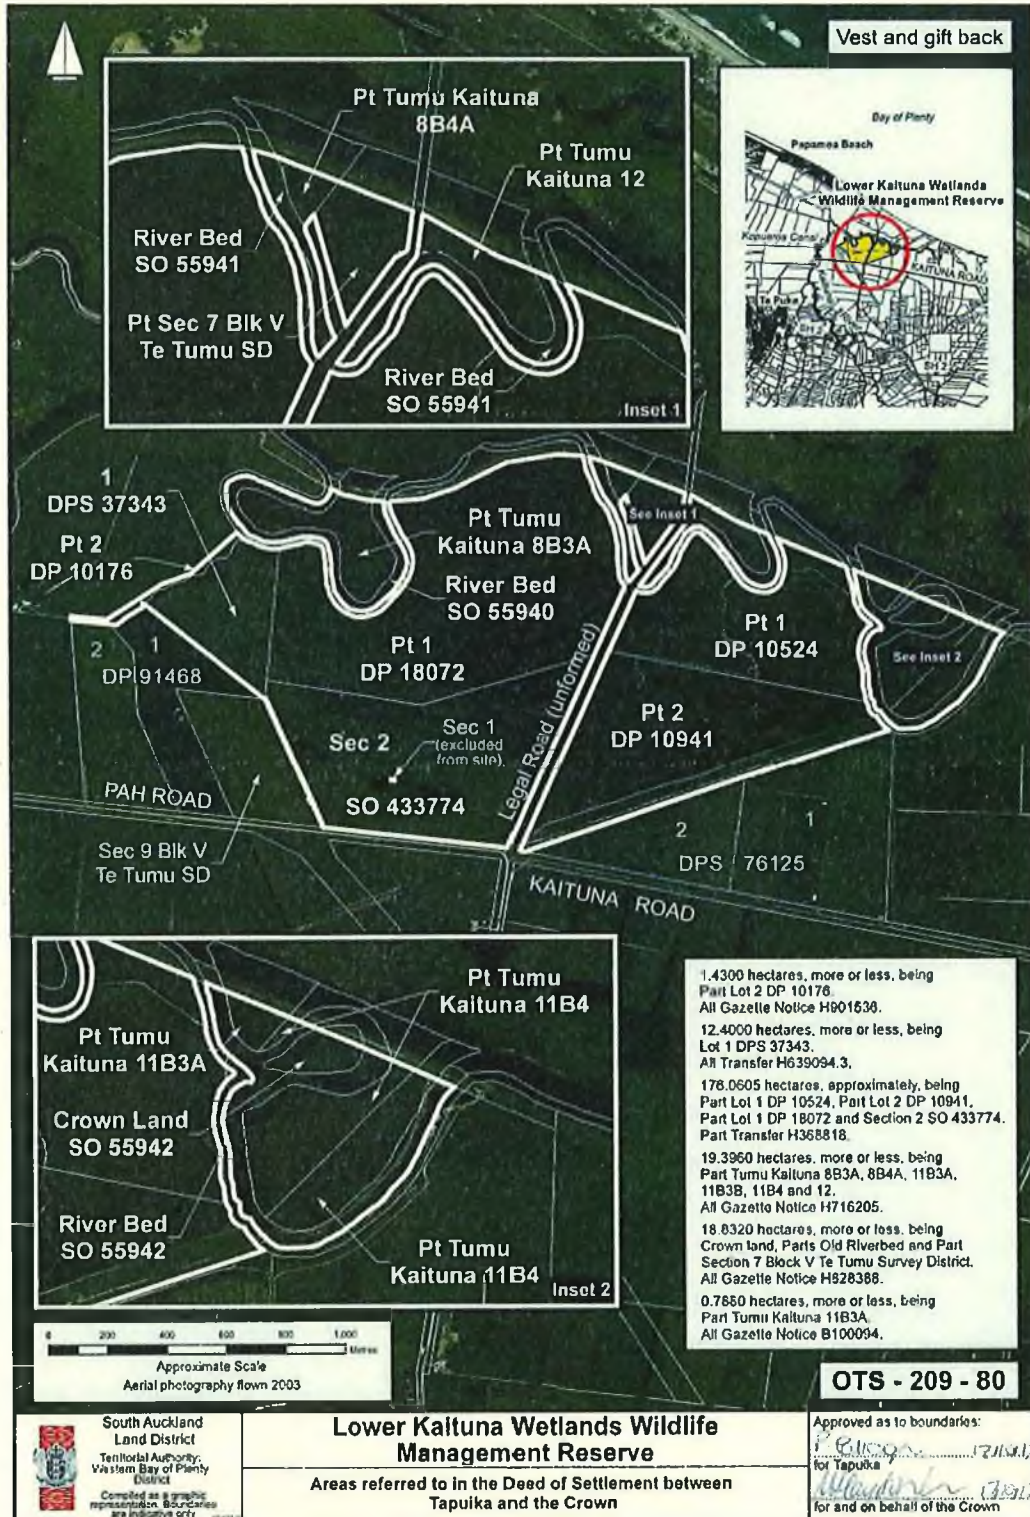 Vest and gift back
Pt Tumu Kaituna
8B4A
Pt Tumu
Kaituna 12
River Bed
SO 55941
Pt Sec 7 Blk V
Te Tumu SD
River Bed
SO 55941
Inset 1
Bay of Plenty
Papamoa Beach
Lower Kaituna Wetlands
Wildlife Management Reserve
Kopuaroa Canal
KAITUNA ROAD
Te Puke
SH 2
SH 2
1
DPS 37343
Pt 2
DP 10176
Pt Tumu
Kaituna 8B3A
River Bed
SO 55940
See Inset 1
Pt 1
DP 18072
Pt 1
DP 10524
See Inset 2
2
1
DP 91468
Sec 2
Sec 1
(excluded
from site)
SO 433774
Legal Road (unformed)
Pt 2
DP 10941
PAH ROAD
Sec 9 Blk V
Te Tumu SD
2
1
DPS 76125
KAITUNA ROAD
Pt Tumu
Kaituna 11B4
Pt Tumu
Kaituna 11B3A
Crown Land
SO 55942
River Bed
SO 55942
Pt Tumu
Kaituna 11B4
Inset 2
1.4300 hectares, more or less, being
Part Lot 2 DP 10176.
All Gazette Notice H901536.
12.4000 hectares, more or less, being
Lot 1 DPS 37343.
All Transfer H639094.3.
176.0605 hectares, approximately, being
Part Lot 1 DP 10524, Part Lot 2 DP 10941,
Part Lot 1 DP 18072 and Section 2 SO 433774.
Part Transfer H368818.
19.3960 hectares, more or less, being
Part Tumu Kaituna 8B3A, 8B4A, 11B3A,
11B3B, 11B4 and 12.
All Gazette Notice H716205.
18.8320 hectares, more or less, being
Crown land, Parts Old Riverbed and Part
Section 7 Block V Te Tumu Survey District.
All Gazette Notice H628388.
0.7650 hectares, more or less, being
Part Tumu Kaituna 11B3A.
All Gazette Notice B100094.
0 200 400 600 800 1,000
Metres
Approximate Scale
Aerial photography flown 2003
OTS - 209 - 80
South Auckland
Land District
Territorial Authority:
Western Bay of Plenty
District
Compiled as a graphic
representation. Boundaries
are indicative only
Lower Kaituna Wetlands Wildlife
Management Reserve
Areas referred to in the Deed of Settlement between
Tapuika and the Crown
Approved as to boundaries:
for Tapuika
for and on behalf of the Crown